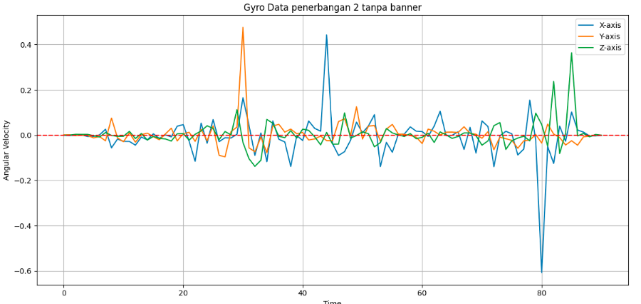 Gyro Data penerbangan 2 tanpa banner
X-axis
Y-axis
Z-axis
Angular Velocity
0.4
0.2
0.0
−0.2
−0.4
−0.6
0
20
40
60
80
Time